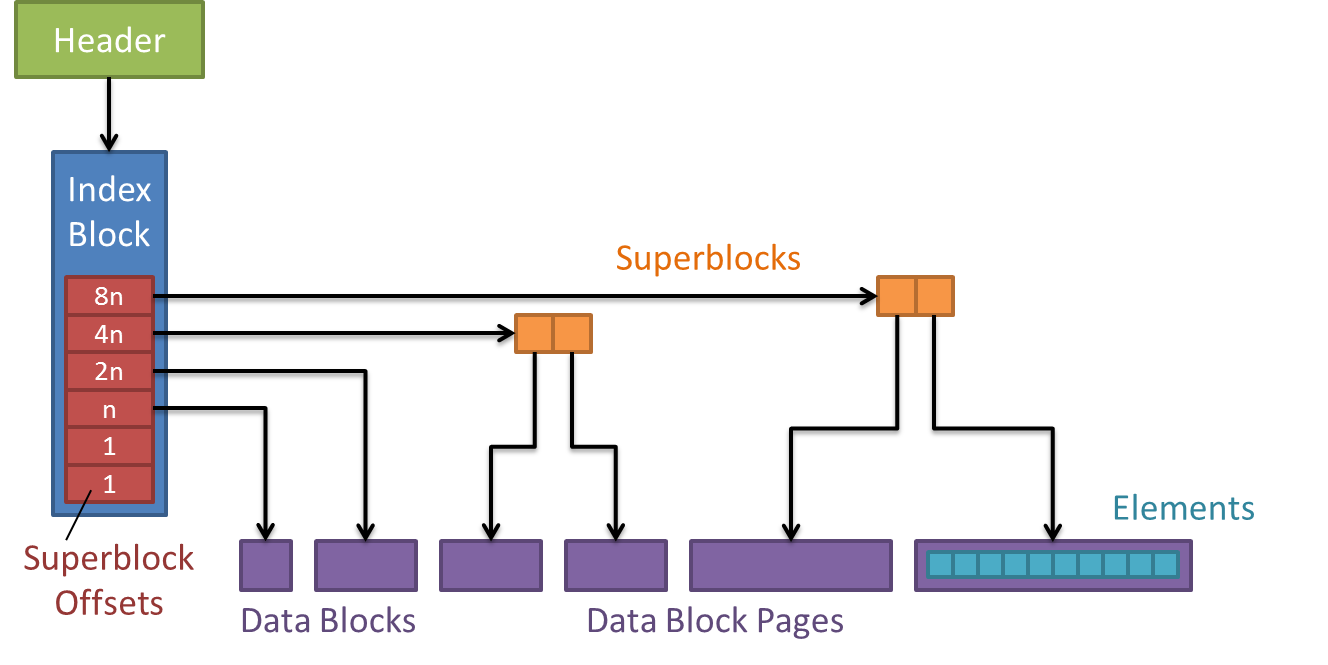 Header
Index
Block
Superblocks
8n
4n
2n
n
1
1
Elements
Superblock
Offsets
Data Blocks
Data Block Pages